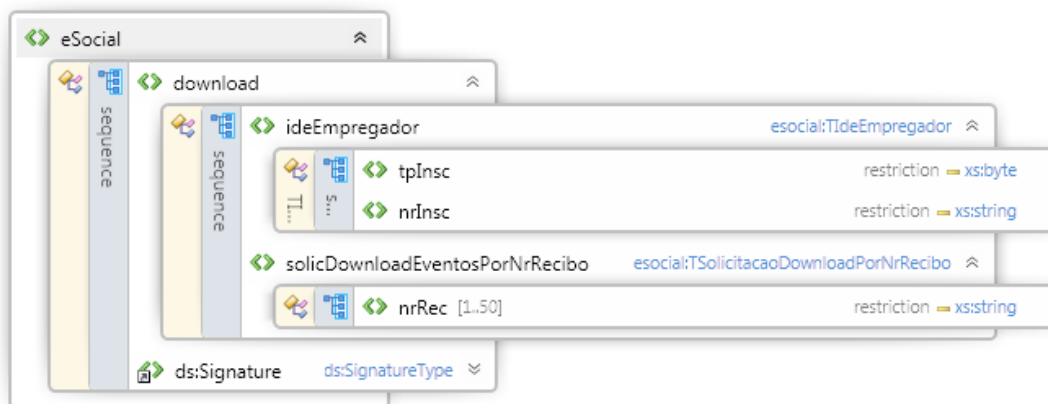 eSocial
sequence
download
sequence
ideEmpregador esocial:TIdeEmpregador
TI...
s...
tpInsc restriction xs:byte
nrInsc restriction xs:string
solicDownloadEventosPorNrRecibo esocial:TSolicitacaoDownloadPorNrRecibo
nrRec [1..50] restriction xs:string
ds:Signature ds:SignatureType